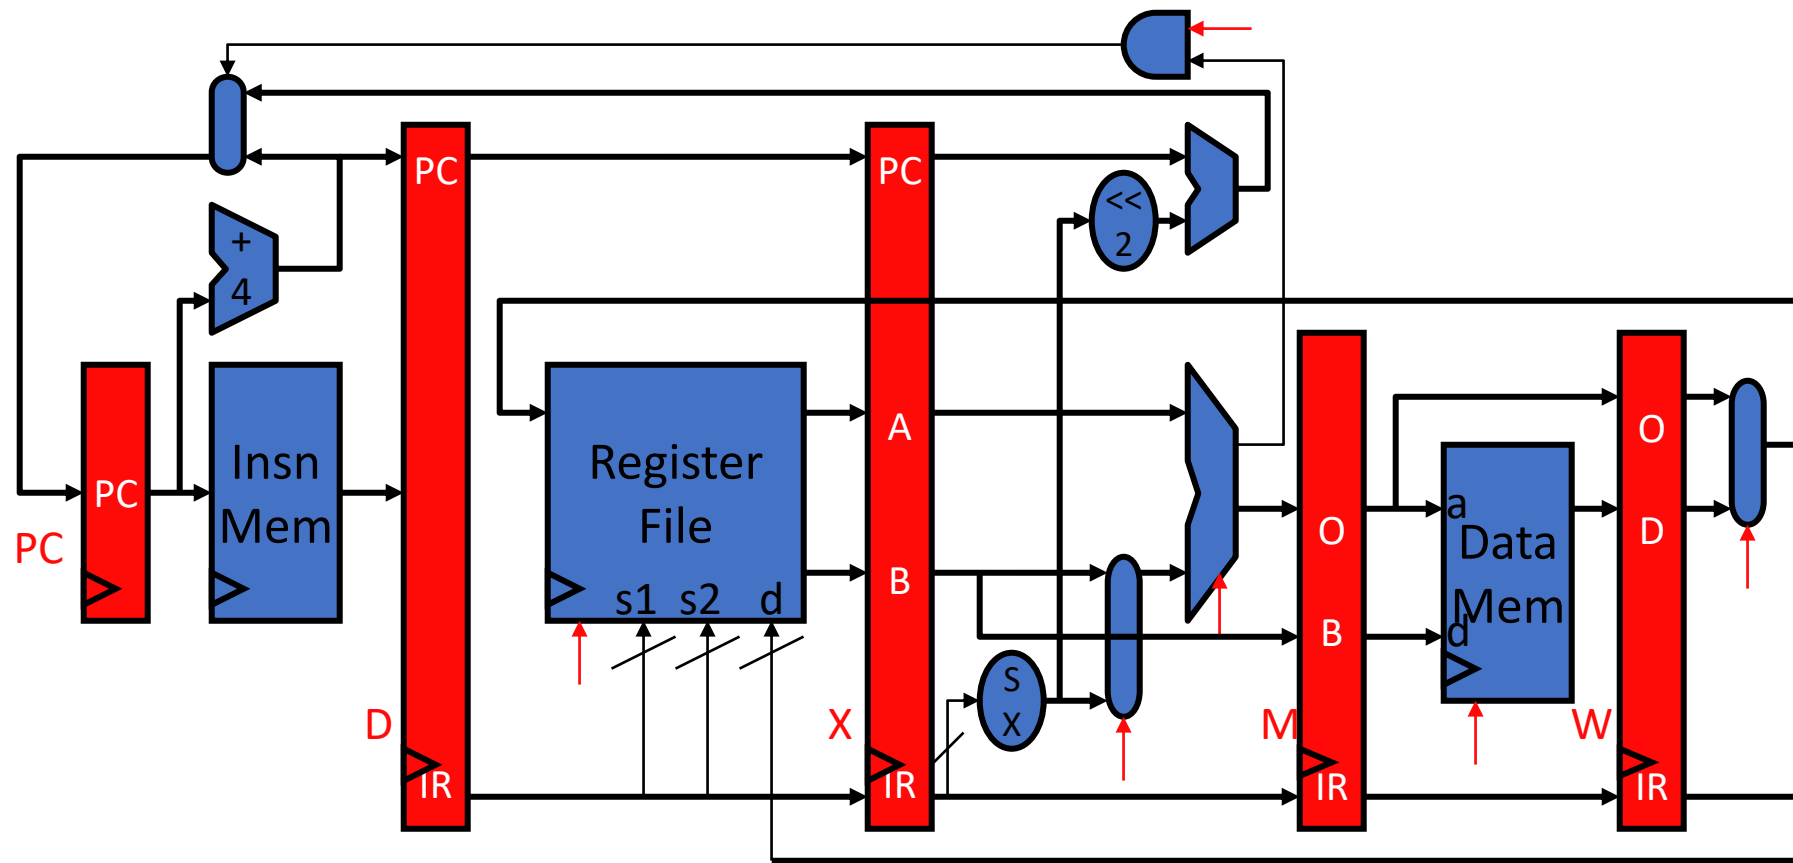 PC
PC
<<
2
+
4
A
O
Insn
Mem
Register
File
PC
a
O
D
Data
Mem
PC
B
s1
s2
d
B
d
S
X
D
X
M
W
IR
IR
IR
IR